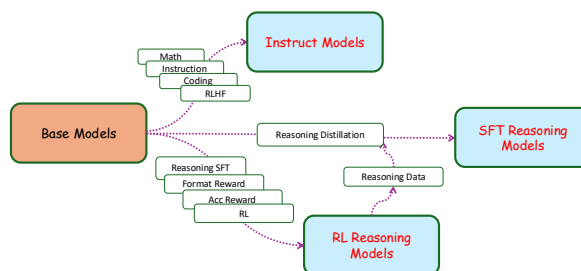 Instruct Models
Math
Instruction
Coding
RLHF
Base Models
Reasoning Distillation
SFT Reasoning
Models
Reasoning SFT
Format Reward
Acc Reward
RL
Reasoning Data
RL Reasoning
Models